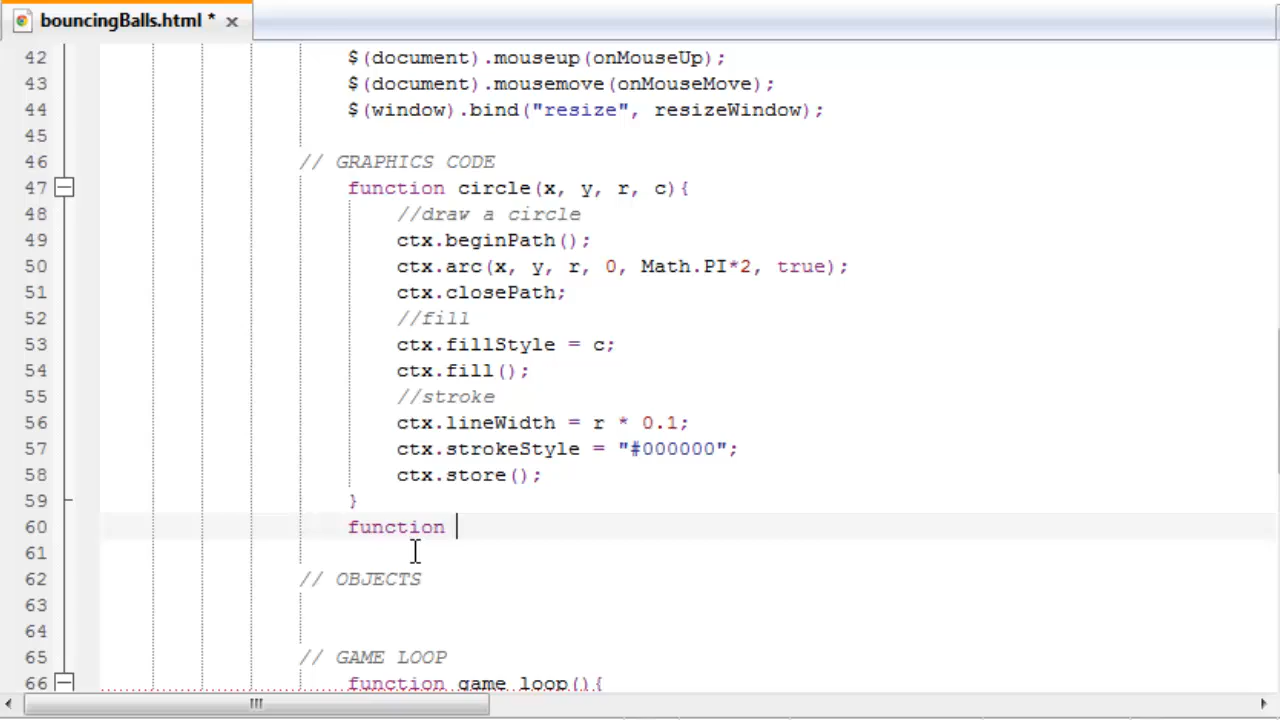 bouncingBalls.html *
42 $(document).mouseup(onMouseUp);
43 $(document).mousemove(onMouseMove);
44 $(window).bind("resize", resizeWindow);
45
46 // GRAPHICS CODE
47 function circle(x, y, r, c){
48 //draw a circle
49 ctx.beginPath();
50 ctx.arc(x, y, r, 0, Math.PI*2, true);
51 ctx.closePath;
52 //fill
53 ctx.fillStyle = c;
54 ctx.fill();
55 //stroke
56 ctx.lineWidth = r * 0.1;
57 ctx.strokeStyle = "#000000";
58 ctx.store();
59 }
60 function
61
62 // OBJECTS
63
64
65 // GAME LOOP
66 function game_loop(){